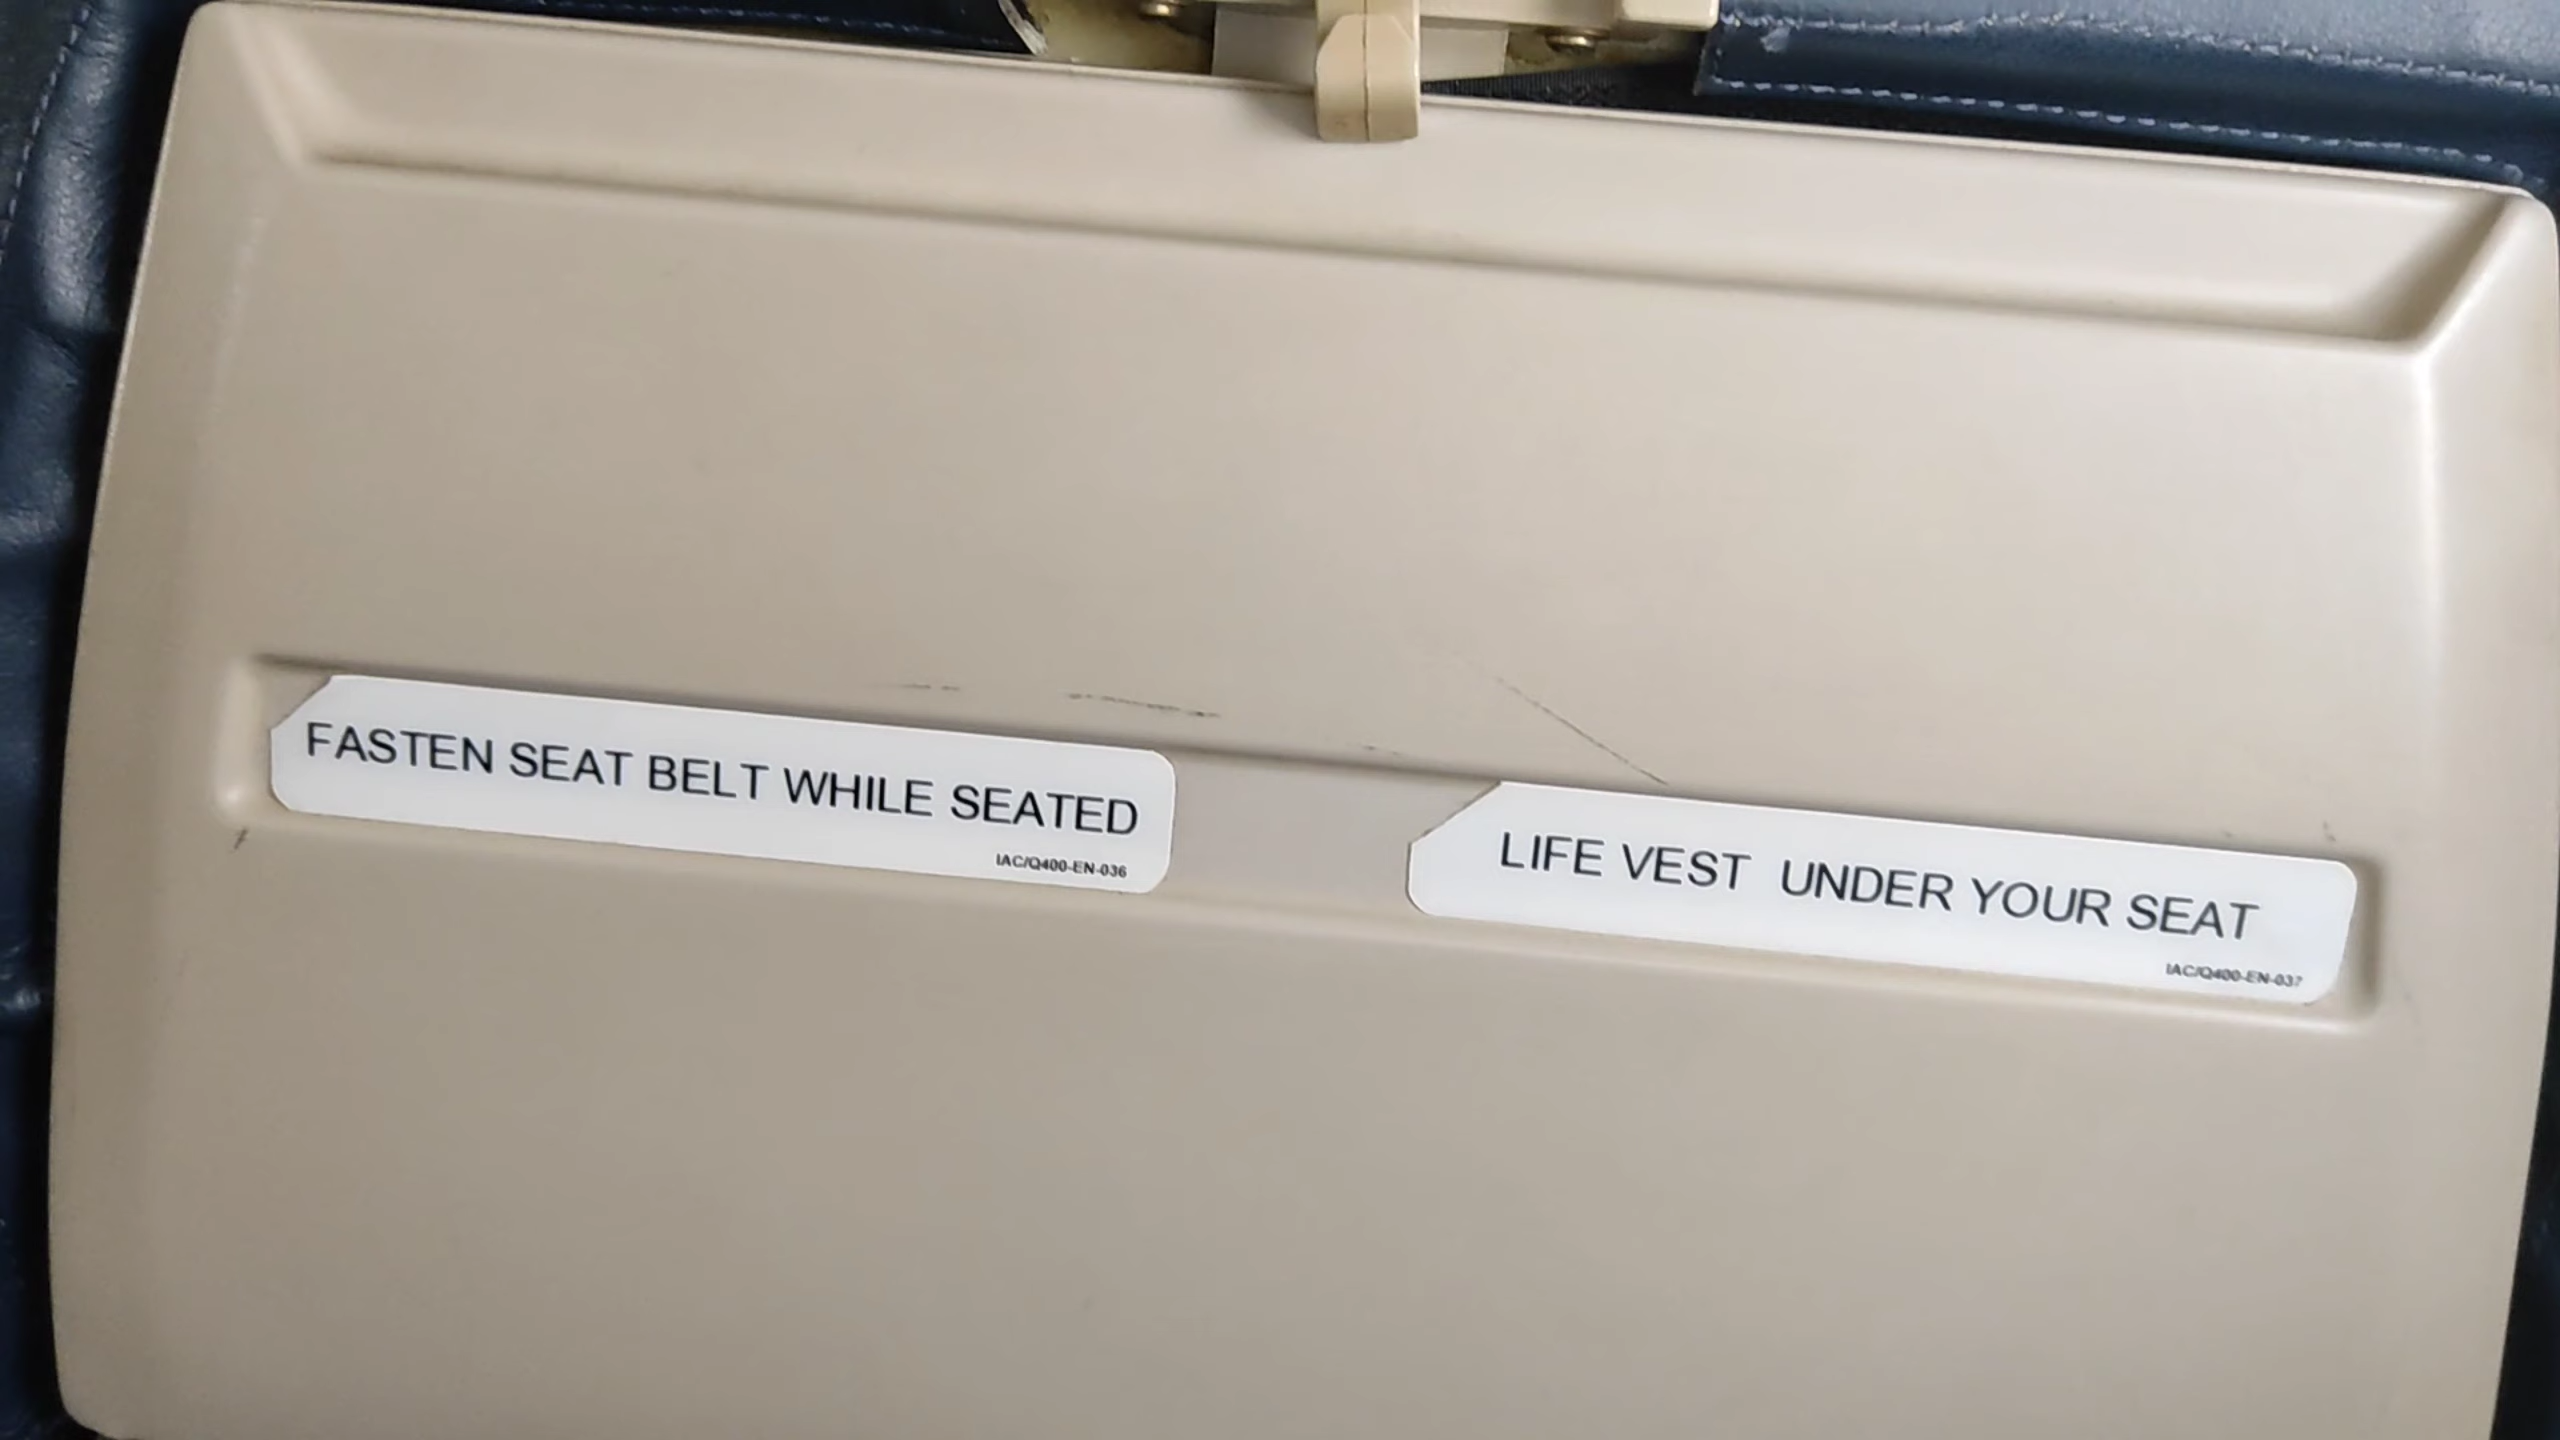 FASTEN SEAT BELT WHILE SEATED
IAC/Q400-EN-036
LIFE VEST UNDER YOUR SEAT
IAC/Q400-EN-037